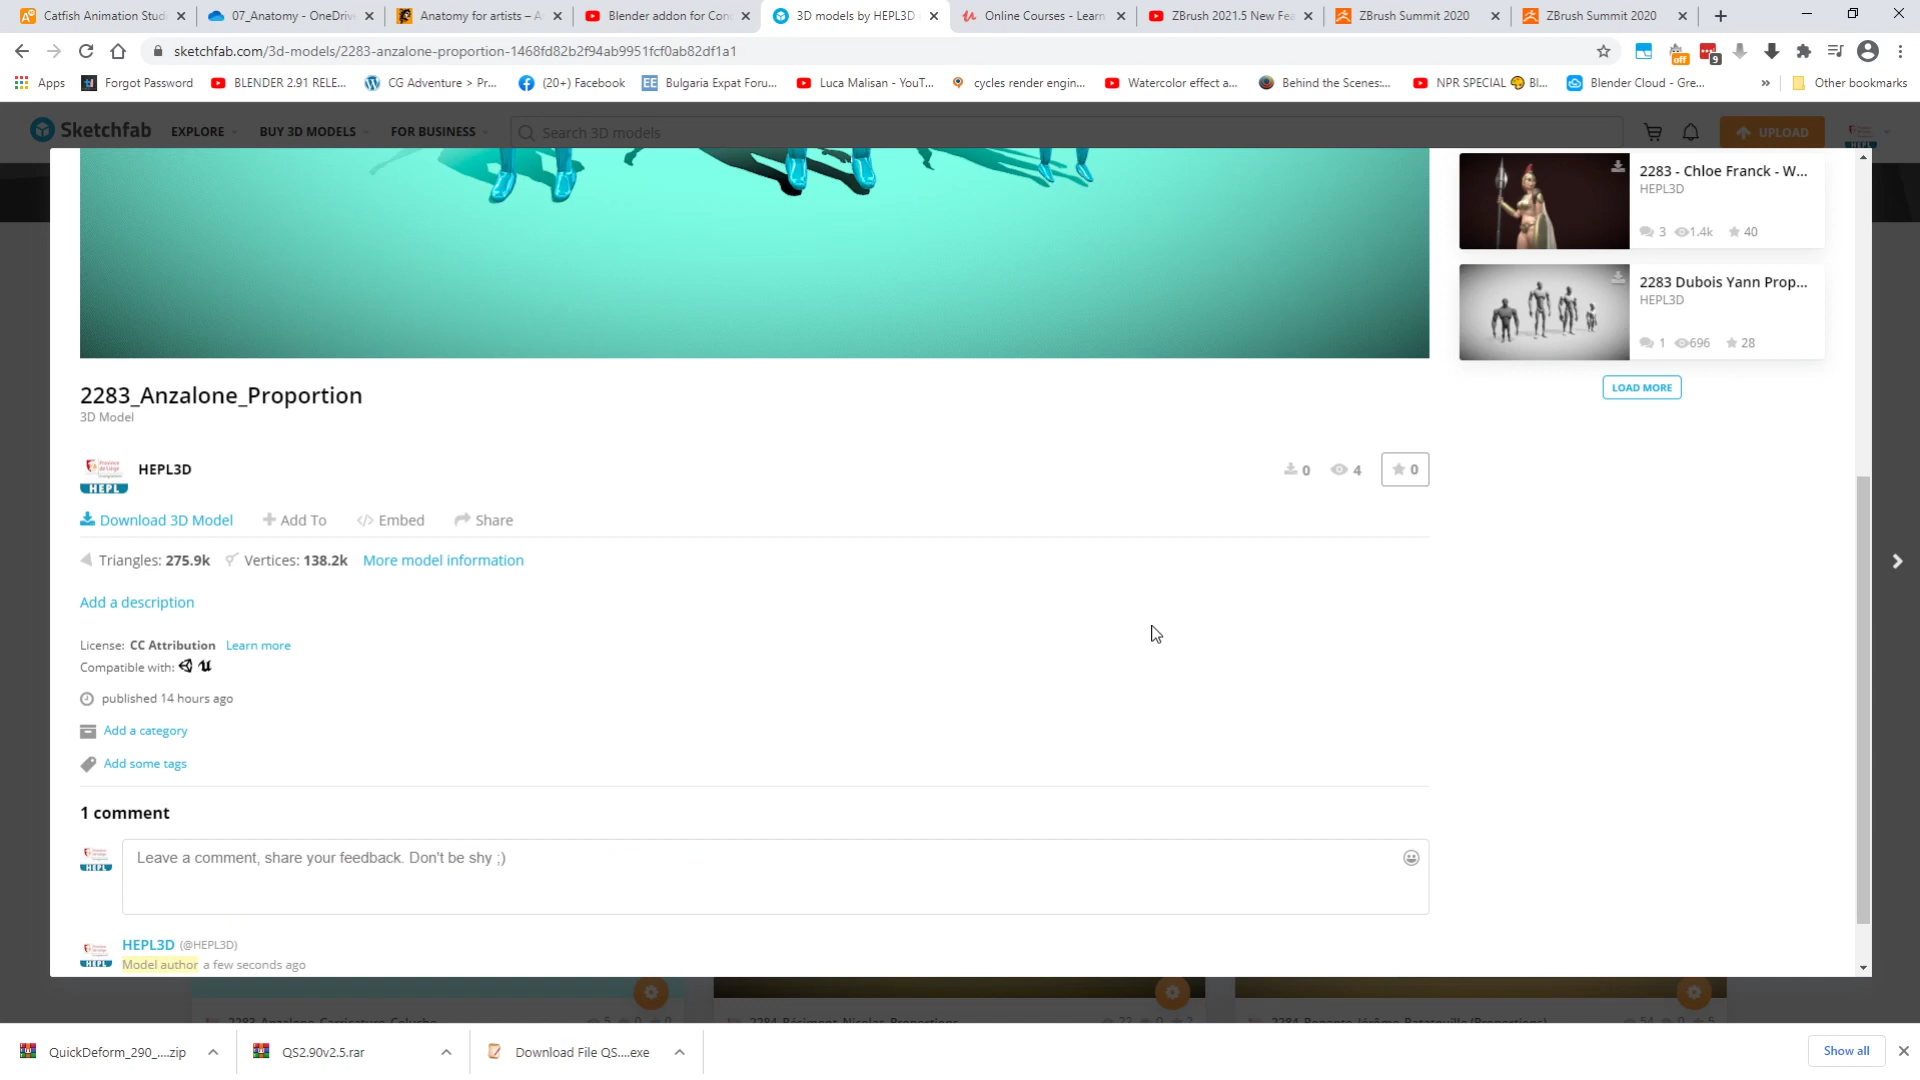 Catfish Animation Stud
07_Anatomy - OneDriv
Anatomy for artists – A
Blender addon for Con
3D models by HEPL3D
Online Courses - Learn
ZBrush 2021.5 New Fea
ZBrush Summit 2020
ZBrush Summit 2020
sketchfab.com/3d-models/2283-anzalone-proportion-1468fd82b2f94ab9951fcf0ab82df1a1
off
9
Apps
Forgot Password
BLENDER 2.91 RELE...
CG Adventure > Pr...
(20+) Facebook
EE Bulgaria Expat Foru...
Luca Malisan - YouT...
cycles render engin...
Watercolor effect a...
Behind the Scenes:...
NPR SPECIAL 🧠 Bl...
Blender Cloud - Gre...
»
Other bookmarks
Sketchfab
EXPLORE
BUY 3D MODELS
FOR BUSINESS
Search 3D models
UPLOAD
2283 - Chloe Franck - W...
HEPL3D
3 1.4k 40
2283 Dubois Yann Prop...
HEPL3D
1 696 28
LOAD MORE
2283_Anzalone_Proportion
3D Model
HEPL
HEPL3D
0 4 0
Download 3D Model
Add To
Embed
Share
Triangles: 275.9k
Vertices: 138.2k
More model information
Add a description
License: CC Attribution Learn more
Compatible with:
published 14 hours ago
Add a category
Add some tags
1 comment
HEPL
Leave a comment, share your feedback. Don't be shy ;)
HEPL
HEPL3D (@HEPL3D)
Model author a few seconds ago
QuickDeform_290_....zip
QS2.90v2.5.rar
Download File QS....exe
Show all